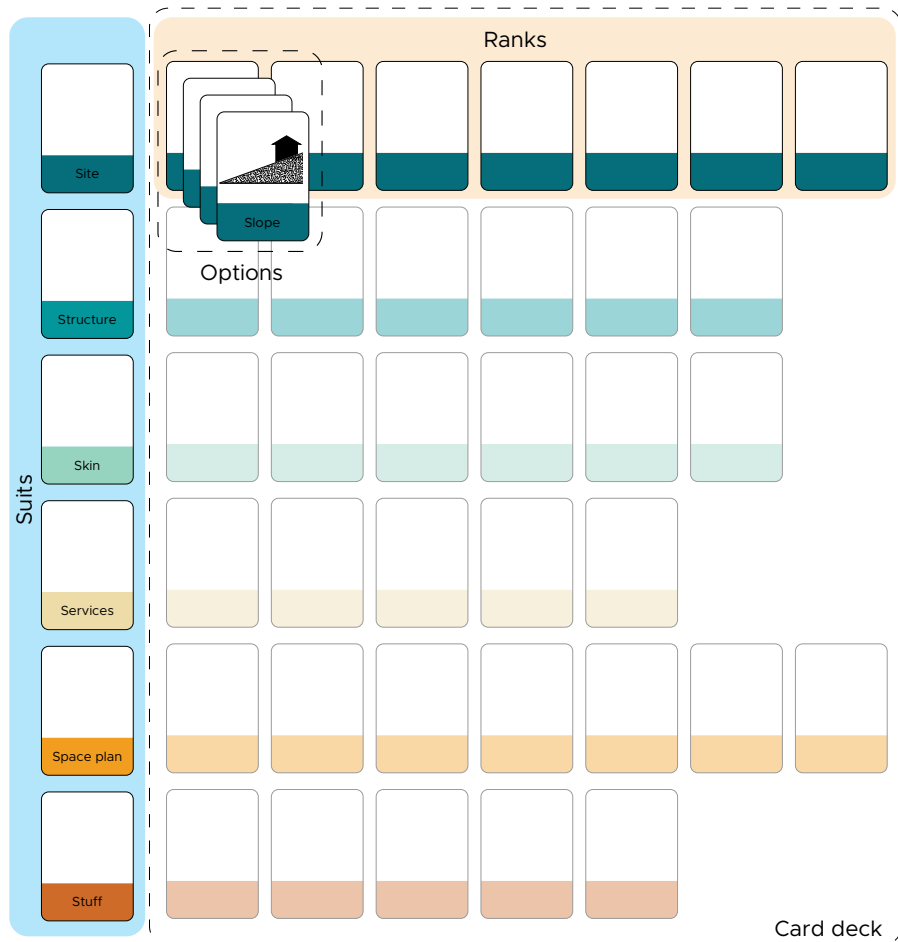 Ranks
Site
Slope
Options
Structure
Skin
Suits
Services
Space plan
Stuff
Card deck